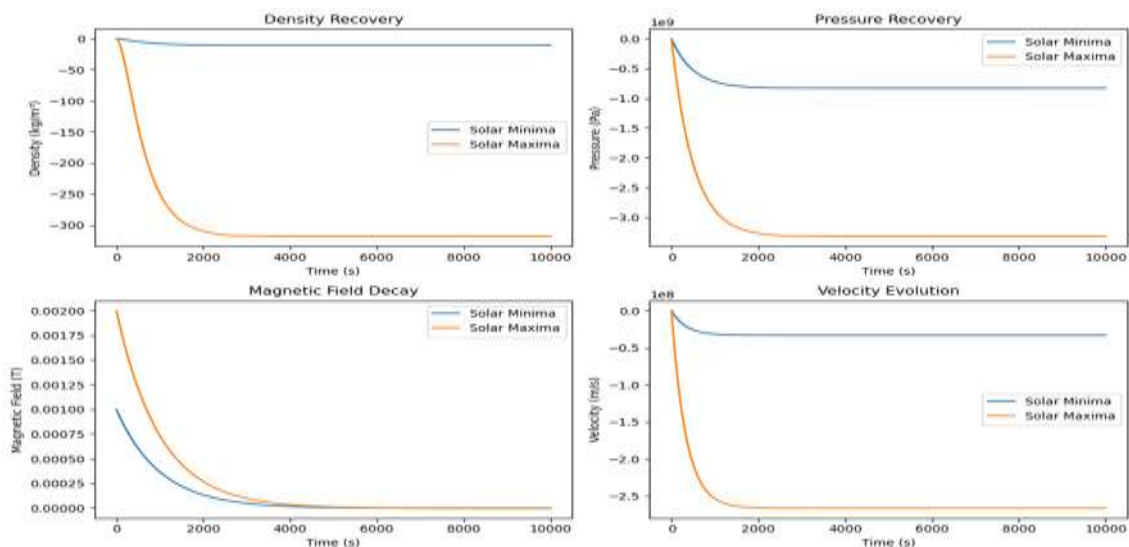 Density Recovery
0
−50
−100
−150
−200
−250
−300
Density (kg/m³)
Solar Minima
Solar Maxima
0 2000 4000 6000 8000 10000
Time (s)
Pressure Recovery
1e9
0.0
−0.5
−1.0
−1.5
−2.0
−2.5
−3.0
Pressure (Pa)
Solar Minima
Solar Maxima
0 2000 4000 6000 8000 10000
Time (s)
Magnetic Field Decay
0.00200
0.00175
0.00150
0.00125
0.00100
0.00075
0.00050
0.00025
0.00000
Magnetic Field (T)
Solar Minima
Solar Maxima
0 2000 4000 6000 8000 10000
Time (s)
Velocity Evolution
1e8
0.0
−0.5
−1.0
−1.5
−2.0
−2.5
Velocity (m/s)
Solar Minima
Solar Maxima
0 2000 4000 6000 8000 10000
Time (s)